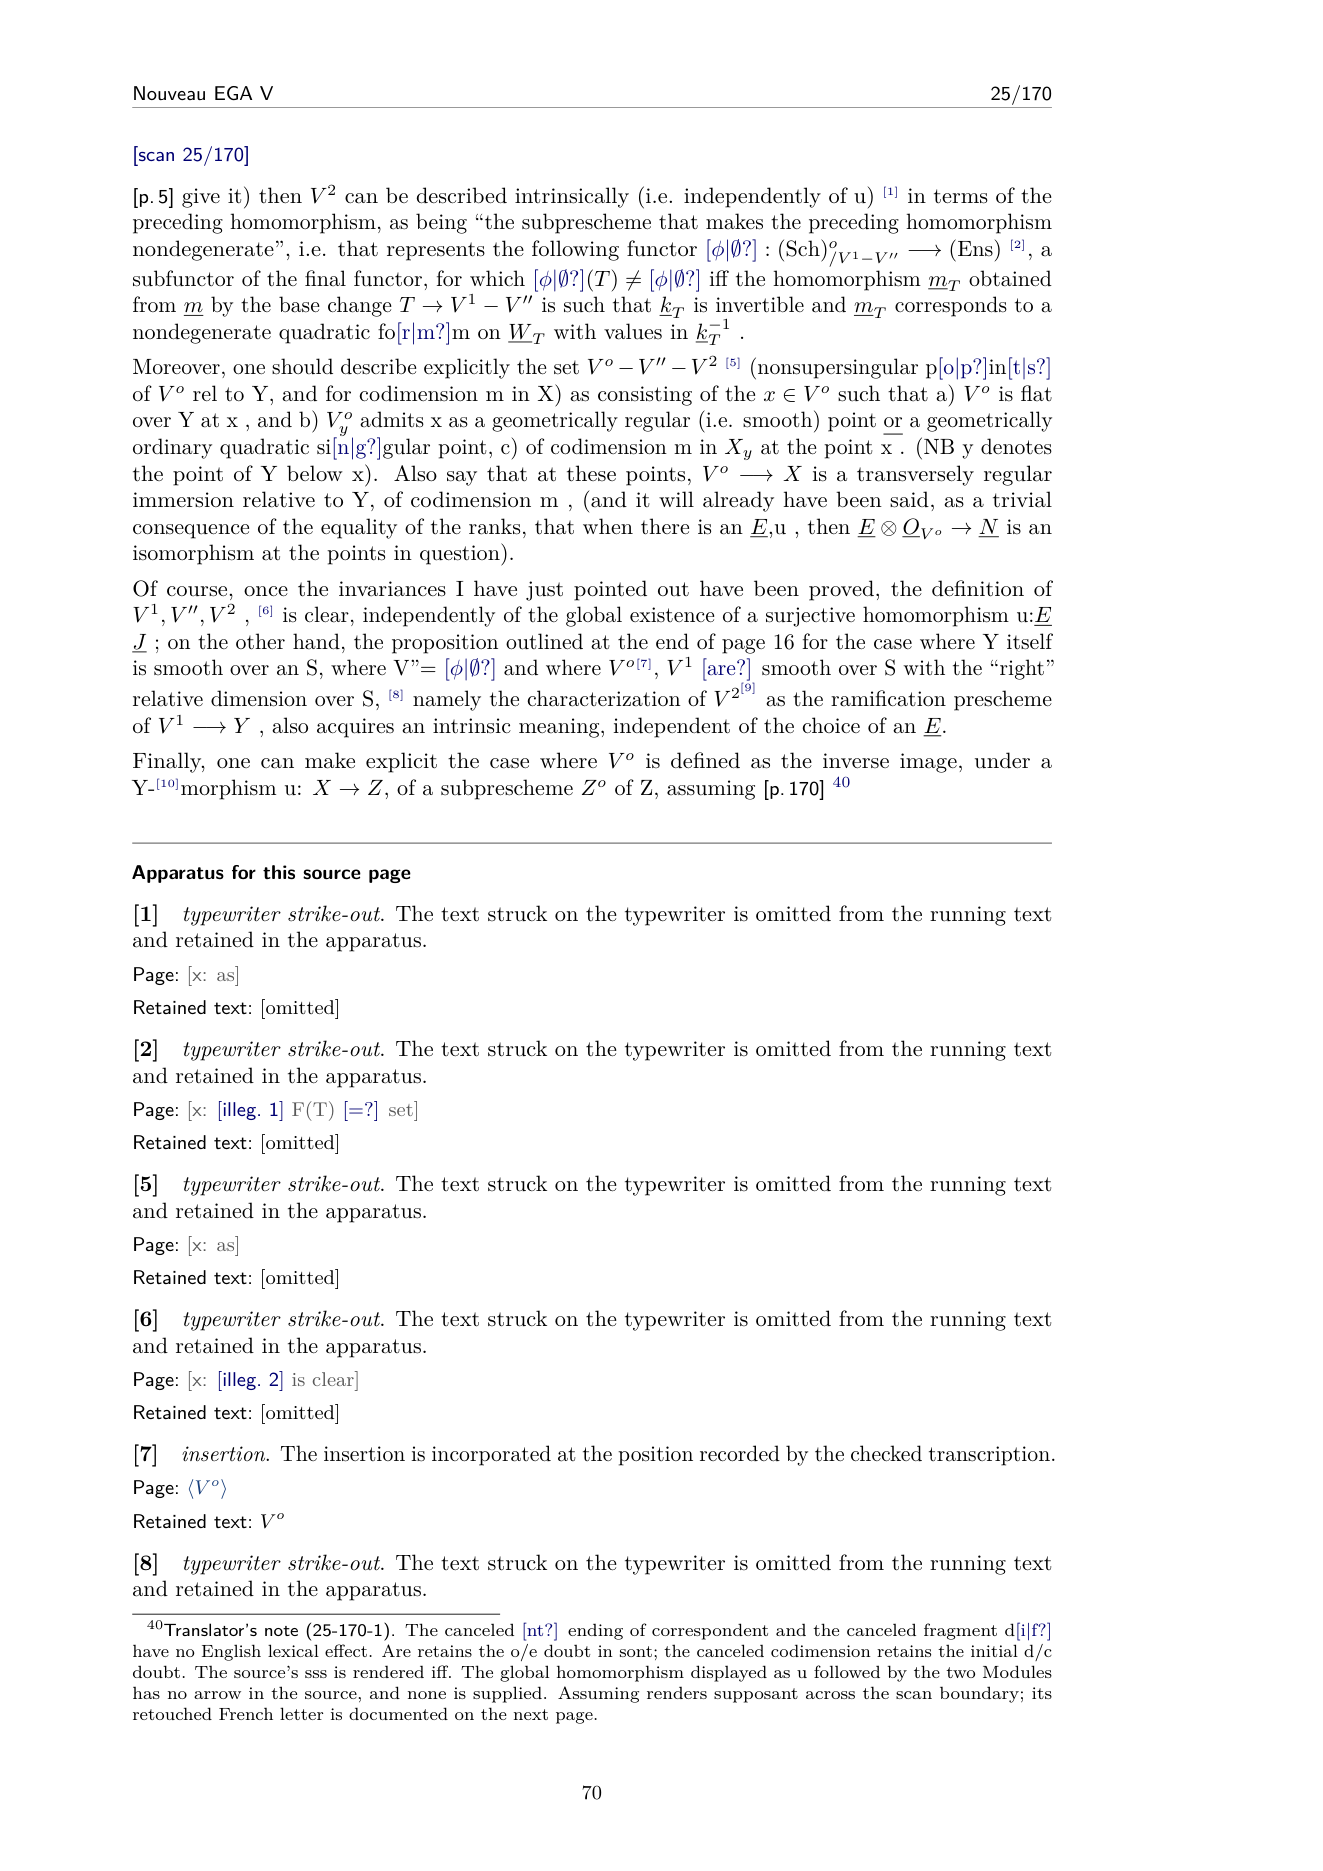 Nouveau EGA V 25/170
[scan 25/170]
[p. 5] give it) then V² can be described intrinsically (i.e. independently of u) [1] in terms of the
preceding homomorphism, as being “the subprescheme that makes the preceding homomorphism
nondegenerate”, i.e. that represents the following functor [ϕ|∅?] : (Sch)ᵒ_{/V¹−V′′} ⟶ (Ens) [2], a
subfunctor of the final functor, for which [ϕ|∅?](T) ≠ [ϕ|∅?] iff the homomorphism m_T obtained
from m by the base change T → V¹ − V′′ is such that k_T is invertible and m_T corresponds to a
nondegenerate quadratic fo[r|m?]m on W_T with values in k_T^{−1} .
Moreover, one should describe explicitly the set Vᵒ − V′′ − V² [5] (nonsupersingular p[o|p?]in[t|s?]
of Vᵒ rel to Y, and for codimension m in X) as consisting of the x ∈ Vᵒ such that a) Vᵒ is flat
over Y at x , and b) V_yᵒ admits x as a geometrically regular (i.e. smooth) point or a geometrically
ordinary quadratic si[n|g?]gular point, c) of codimension m in X_y at the point x . (NB y denotes
the point of Y below x). Also say that at these points, Vᵒ ⟶ X is a transversely regular
immersion relative to Y, of codimension m , (and it will already have been said, as a trivial
consequence of the equality of the ranks, that when there is an E,u , then E ⊗ O_{Vᵒ} → N is an
isomorphism at the points in question).
Of course, once the invariances I have just pointed out have been proved, the definition of
V¹, V′′, V² , [6] is clear, independently of the global existence of a surjective homomorphism u:E
J ; on the other hand, the proposition outlined at the end of page 16 for the case where Y itself
is smooth over an S, where V”= [ϕ|∅?] and where Vᵒ[7], V¹ [are?] smooth over S with the “right”
relative dimension over S, [8] namely the characterization of V²[9] as the ramification prescheme
of V¹ ⟶ Y , also acquires an intrinsic meaning, independent of the choice of an E.
Finally, one can make explicit the case where Vᵒ is defined as the inverse image, under a
Y-[10]morphism u: X → Z, of a subprescheme Zᵒ of Z, assuming [p. 170] 40
Apparatus for this source page
[1] typewriter strike-out. The text struck on the typewriter is omitted from the running text
and retained in the apparatus.
Page: [x: as]
Retained text: [omitted]
[2] typewriter strike-out. The text struck on the typewriter is omitted from the running text
and retained in the apparatus.
Page: [x: [illeg. 1] F(T) [=?] set]
Retained text: [omitted]
[5] typewriter strike-out. The text struck on the typewriter is omitted from the running text
and retained in the apparatus.
Page: [x: as]
Retained text: [omitted]
[6] typewriter strike-out. The text struck on the typewriter is omitted from the running text
and retained in the apparatus.
Page: [x: [illeg. 2] is clear]
Retained text: [omitted]
[7] insertion. The insertion is incorporated at the position recorded by the checked transcription.
Page: ⟨Vᵒ⟩
Retained text: Vᵒ
[8] typewriter strike-out. The text struck on the typewriter is omitted from the running text
and retained in the apparatus.
40Translator’s note (25-170-1). The canceled [nt?] ending of correspondent and the canceled fragment d[i|f?]
have no English lexical effect. Are retains the o/e doubt in sont; the canceled codimension retains the initial d/c
doubt. The source’s sss is rendered iff. The global homomorphism displayed as u followed by the two Modules
has no arrow in the source, and none is supplied. Assuming renders supposant across the scan boundary; its
retouched French letter is documented on the next page.
70